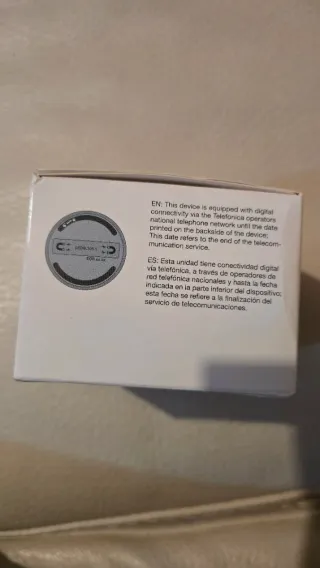 EN: This device is equipped with digital
connectivity via the Telefonica operators
national telephone network until the date
printed on the backside of the device;
This date refers to the end of the telecom-
munication service.
ES: Esta unidad tiene conectividad digital
vía telefónica, a través de operadores de
red telefónica nacionales y hasta la fecha
indicada en la parte inferior del dispositivo;
esta fecha se refiere a la finalización del
servicio de telecomunicaciones.